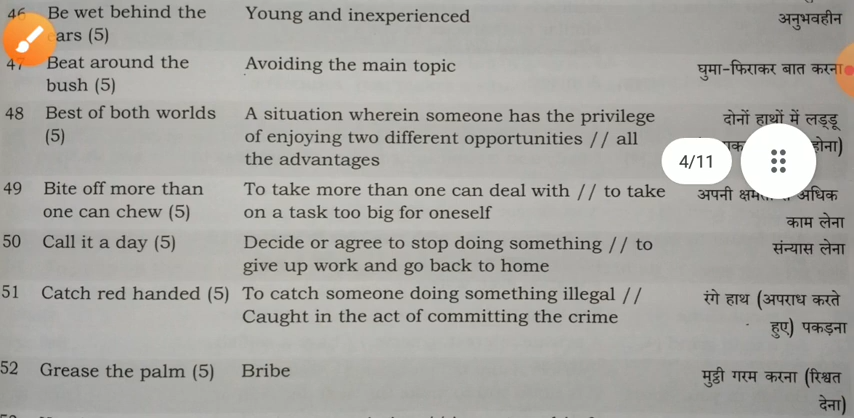 46 Be wet behind the Young and inexperienced अनुभवहीन
ears (5)
47 Beat around the Avoiding the main topic घुमा-फिराकर बात करना
bush (5)
48 Best of both worlds A situation wherein someone has the privilege दोनों हाथों में लड्डू
(5) of enjoying two different opportunities // all होना)
the advantages
4/11
49 Bite off more than To take more than one can deal with // to take अपनी अधिक
one can chew (5) on a task too big for oneself काम लेना
50 Call it a day (5) Decide or agree to stop doing something // to संन्यास लेना
give up work and go back to home
51 Catch red handed (5) To catch someone doing something illegal // रंगे हाथ (अपराध करते
Caught in the act of committing the crime हुए) पकड़ना
52 Grease the palm (5) Bribe मुट्ठी गरम करना (रिश्वत
देना)